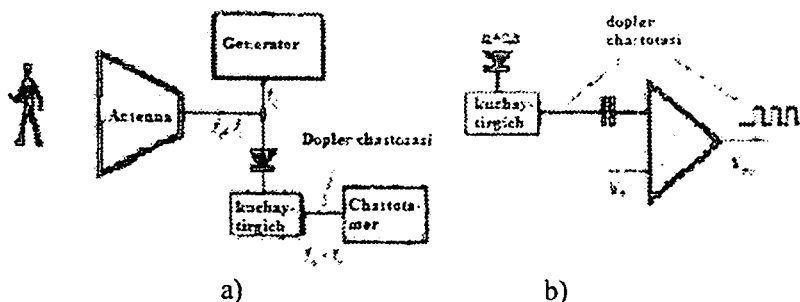 Generator
Antenna
Dopler chastotasi
kuchay-
tirgich
Chastota-
mer
a)
dopler
chastotasi
kuchay-
tirgich
b)